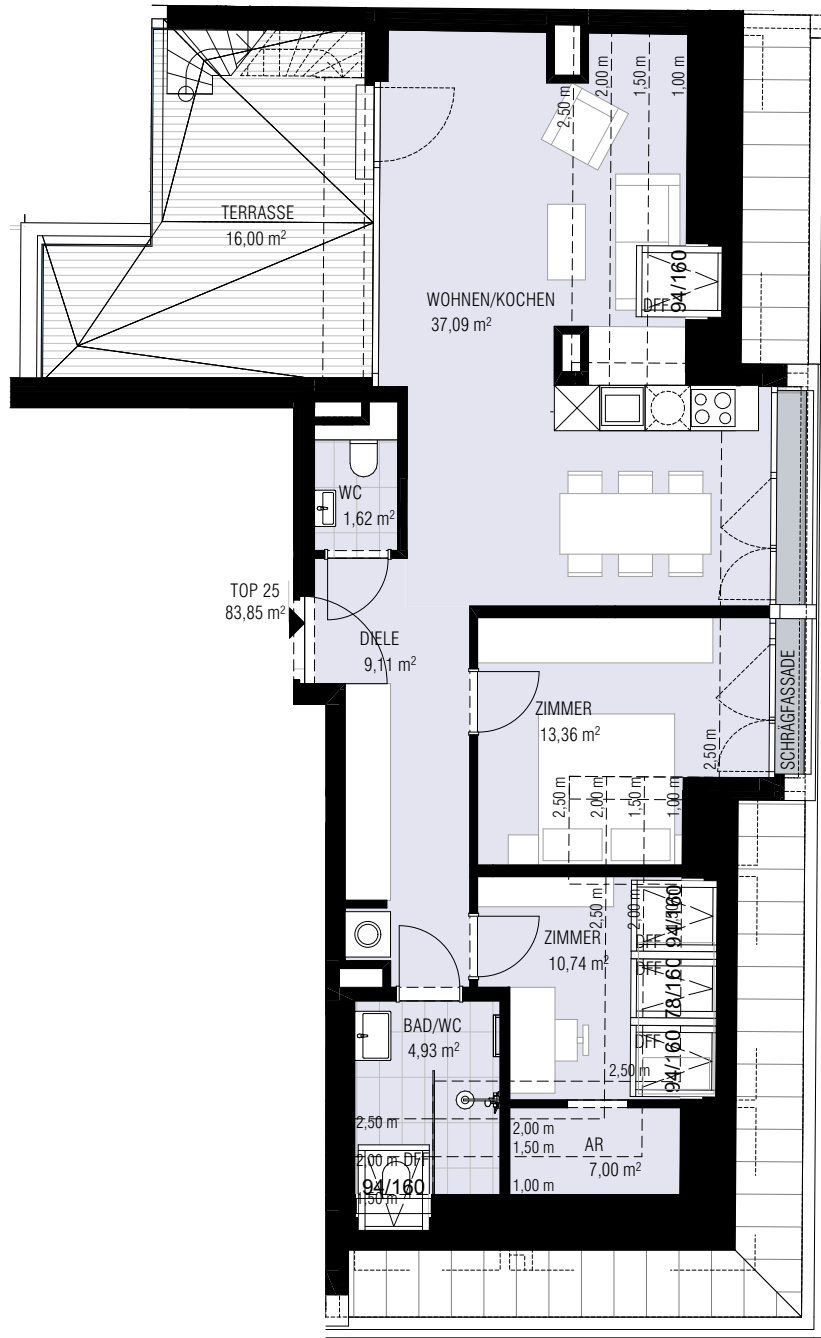 2,50 m
2,00 m
1,50 m
1,00 m
TERRASSE
16,00 m²
WOHNEN/KOCHEN
37,09 m²
DFF
94/160
WC
1,62 m²
TOP 25
83,85 m²
DIELE
9,11 m²
ZIMMER
13,36 m²
2,50 m
SCHRÄGFASSADE
2,50 m
2,00 m
1,50 m
1,00 m
ZIMMER
10,74 m²
2,50 m
2,00 m
DFF
94/160
DFF
78/160
DFF
94/160
2,50 m
BAD/WC
4,93 m²
2,50 m
2,00 m
DFF
94/160
1,50 m
2,00 m
1,50 m
1,00 m
AR
7,00 m²